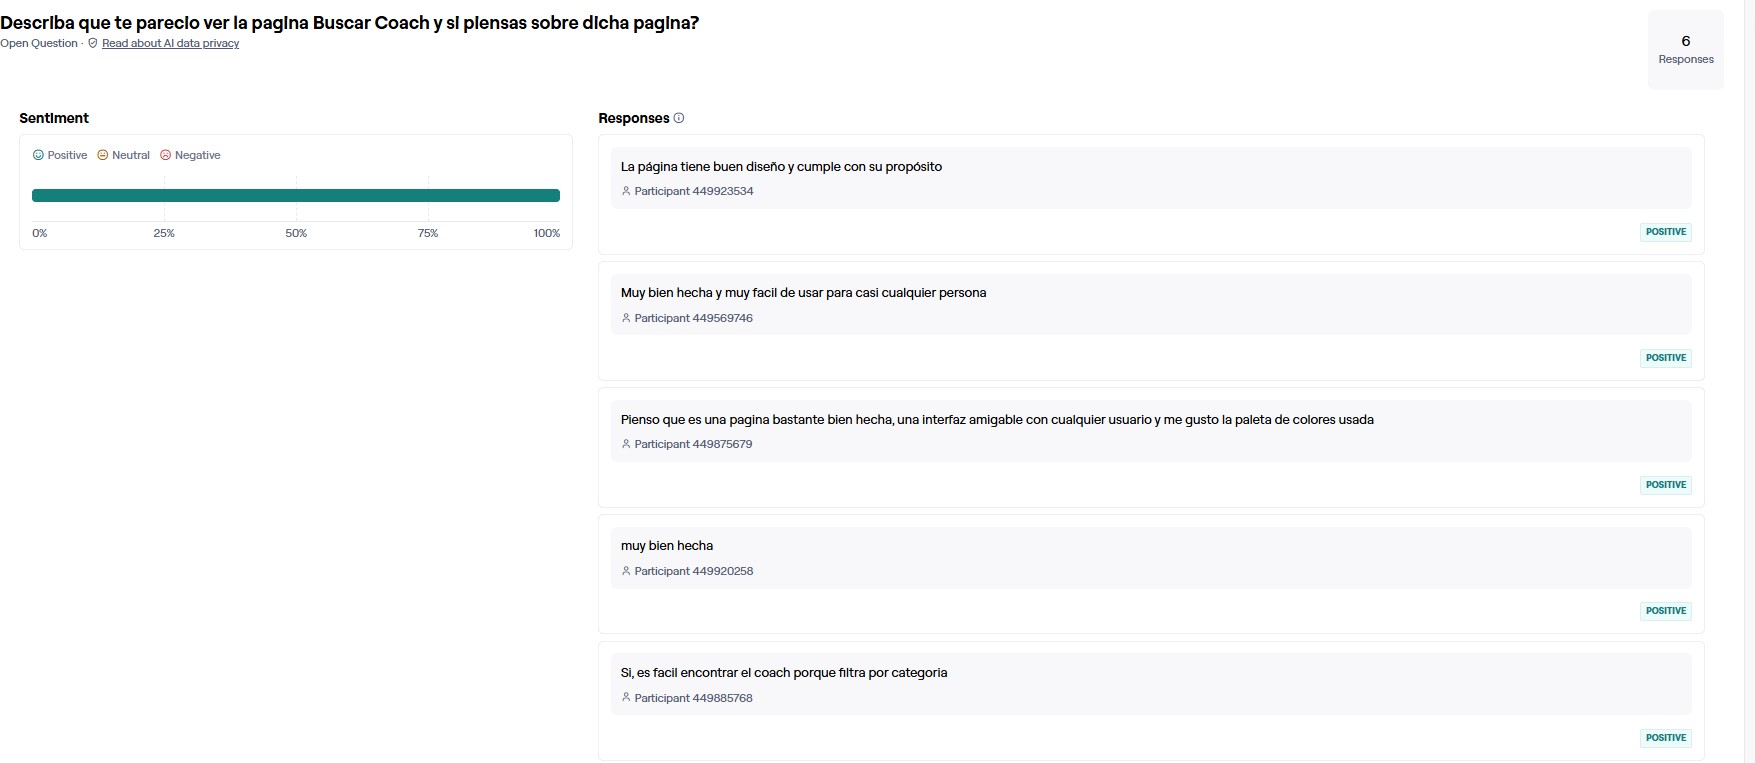 Describa que te parecio ver la pagina Buscar Coach y si piensas sobre dicha pagina?
Open Question · Read about AI data privacy
6
Responses
Sentiment
Positive Neutral Negative
0% 25% 50% 75% 100%
Responses
La página tiene buen diseño y cumple con su propósito
Participant 449923534
POSITIVE
Muy bien hecha y muy facil de usar para casi cualquier persona
Participant 449569746
POSITIVE
Pienso que es una pagina bastante bien hecha, una interfaz amigable con cualquier usuario y me gusto la paleta de colores usada
Participant 449875679
POSITIVE
muy bien hecha
Participant 449920258
POSITIVE
Si, es facil encontrar el coach porque filtra por categoria
Participant 449885768
POSITIVE